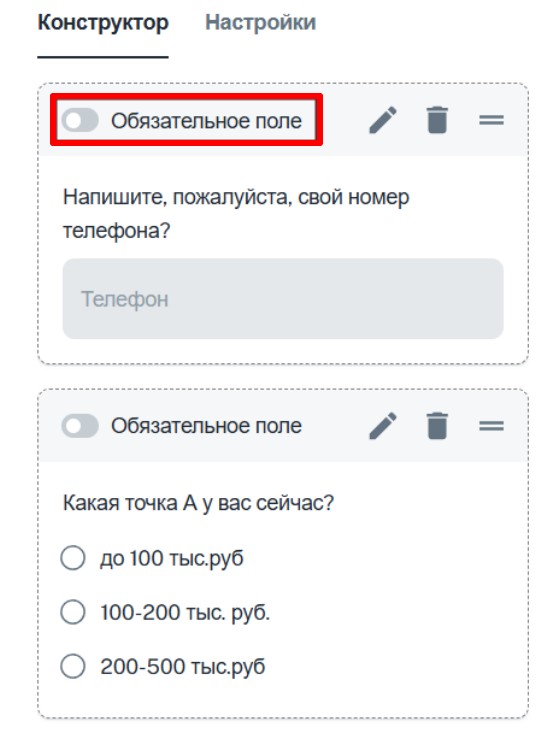 Конструктор Настройки
Обязательное поле
Напишите, пожалуйста, свой номер
телефона?
Телефон
Обязательное поле
Какая точка А у вас сейчас?
до 100 тыс.руб
100-200 тыс. руб.
200-500 тыс.руб